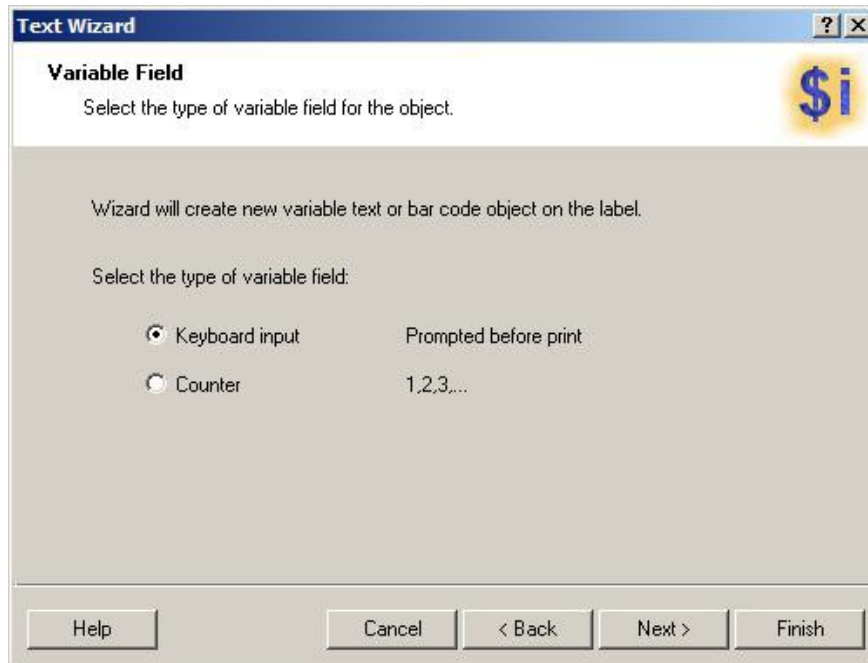 Text Wizard
Variable Field
Select the type of variable field for the object.
$i
Wizard will create new variable text or bar code object on the label.
Select the type of variable field:
Keyboard input Prompted before print
Counter 1,2,3,...
Help Cancel < Back Next > Finish